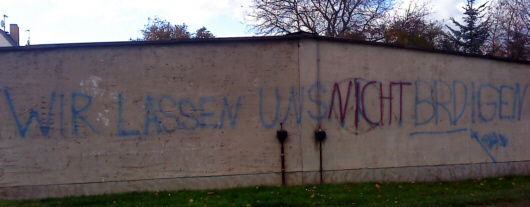 WIR LASSEN UNS NICHT BRDIGEN